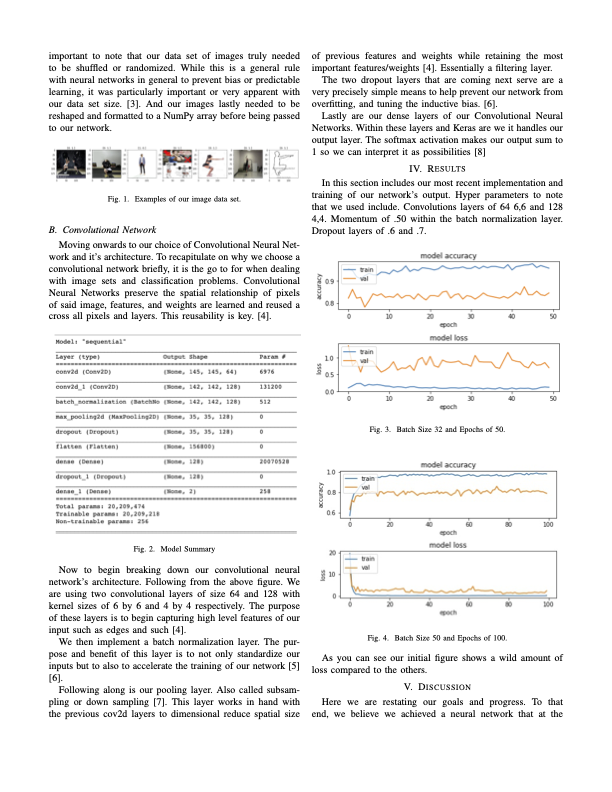 important to note that our data set of images truly needed
to be shuffled or randomized. While this is a general rule
with neural networks in general to prevent bias or predictable
learning, it was particularly important or very apparent with
our data set size. [3]. And our images lastly needed to be
reshaped and formatted to a NumPy array before being passed
to our network.
Fig. 1. Examples of our image data set.
B. Convolutional Network
Moving onwards to our choice of Convolutional Neural Net-
work and it's architecture. To recapitulate on why we choose a
convolutional network briefly, it is the go to for when dealing
with image sets and classification problems. Convolutional
Neural Networks preserve the spatial relationship of pixels
of said image, features, and weights are learned and reused a
cross all pixels and layers. This reusability is key. [4].
Model: "sequential"
Layer (type) Output Shape Param #
conv2d (Conv2D) (None, 145, 145, 64) 6976
conv2d_1 (Conv2D) (None, 142, 142, 128) 131200
batch_normalization (BatchNo (None, 142, 142, 128) 512
max_pooling2d (MaxPooling2D) (None, 35, 35, 128) 0
dropout (Dropout) (None, 35, 35, 128) 0
flatten (Flatten) (None, 156800) 0
dense (Dense) (None, 128) 20070528
dropout_1 (Dropout) (None, 128) 0
dense_1 (Dense) (None, 2) 258
Total params: 20,209,474
Trainable params: 20,209,218
Non-trainable params: 256
Fig. 2. Model Summary
Now to begin breaking down our convolutional neural
network's architecture. Following from the above figure. We
are using two convolutional layers of size 64 and 128 with
kernel sizes of 6 by 6 and 4 by 4 respectively. The purpose
of these layers is to begin capturing high level features of our
input such as edges and such [4].
We then implement a batch normalization layer. The pur-
pose and benefit of this layer is to not only standardize our
inputs but to also to accelerate the training of our network [5]
[6].
Following along is our pooling layer. Also called subsam-
pling or down sampling [7]. This layer works in hand with
the previous cov2d layers to dimensional reduce spatial size
of previous features and weights while retaining the most
important features/weights [4]. Essentially a filtering layer.
The two dropout layers that are coming next serve are a
very precisely simple means to help prevent our network from
overfitting, and tuning the inductive bias. [6].
Lastly are our dense layers of our Convolutional Neural
Networks. Within these layers and Keras are we it handles our
output layer. The softmax activation makes our output sum to
1 so we can interpret it as possibilities [8]
IV. RESULTS
In this section includes our most recent implementation and
training of our network's output. Hyper parameters to note
that we used include. Convolutions layers of 64 6,6 and 128
4,4. Momentum of .50 within the batch normalization layer.
Dropout layers of .6 and .7.
model accuracy
train
val
accuracy
0.9
0.8
0 10 20 30 40 50
epoch
model loss
train
val
loss
1.0
0.5
0.0
0 10 20 30 40 50
epoch
Fig. 3. Batch Size 32 and Epochs of 50.
model accuracy
train
val
accuracy
1.0
0.8
0.6
0 20 40 60 80 100
epoch
model loss
train
val
loss
20
10
0
0 20 40 60 80 100
epoch
Fig. 4. Batch Size 50 and Epochs of 100.
As you can see our initial figure shows a wild amount of
loss compared to the others.
V. DISCUSSION
Here we are restating our goals and progress. To that
end, we believe we achieved a neural network that at the